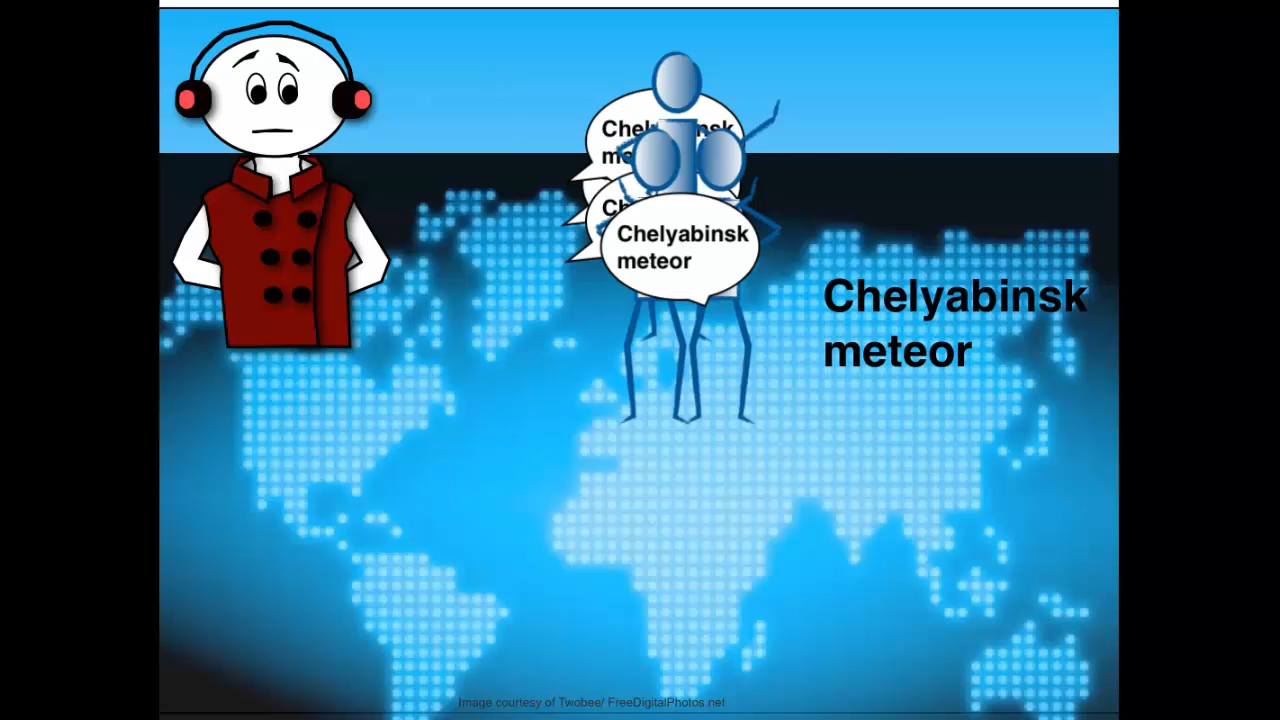 Chelyabinsk
meteor
Chelyabinsk
meteor
Image courtesy of Twobee/ FreeDigitalPhotos.net